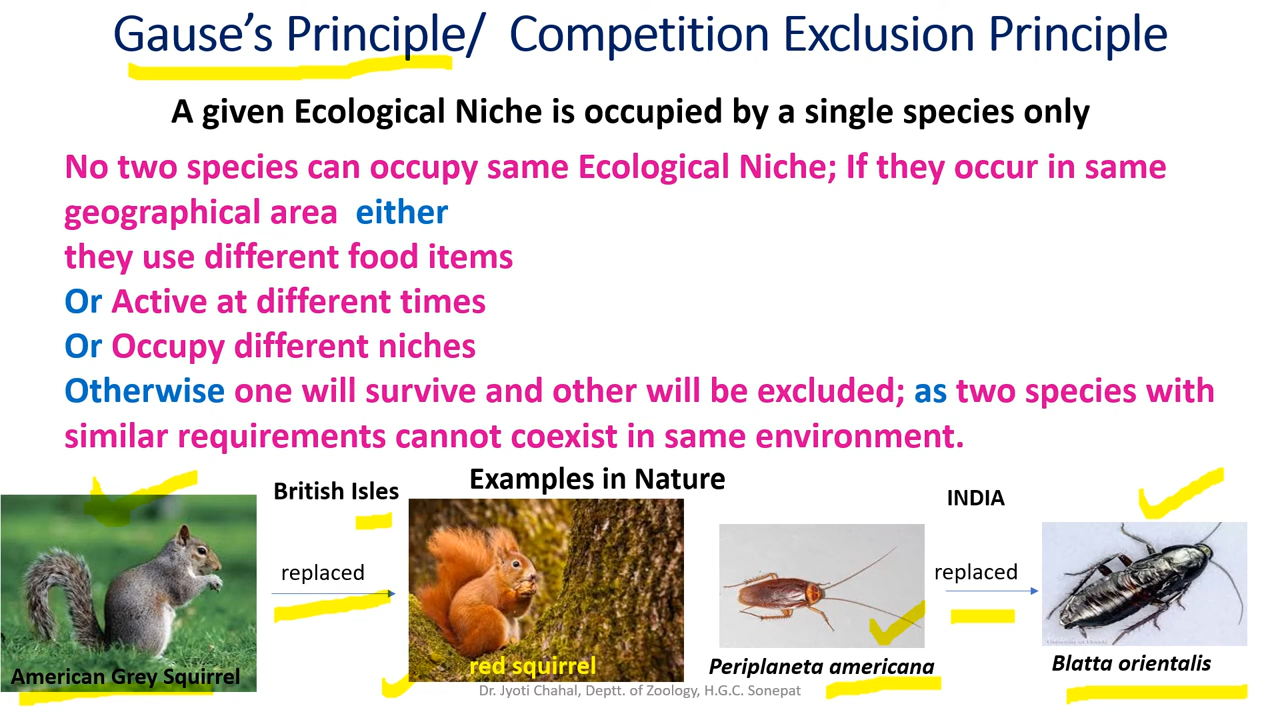 Gause's Principle/ Competition Exclusion Principle
A given Ecological Niche is occupied by a single species only
No two species can occupy same Ecological Niche; If they occur in same
geographical area either
they use different food items
Or Active at different times
Or Occupy different niches
Otherwise one will survive and other will be excluded; as two species with
similar requirements cannot coexist in same environment.
Examples in Nature
British Isles
replaced
American Grey Squirrel
red squirrel
INDIA
replaced
Periplaneta americana
Blatta orientalis
Dr. Jyoti Chahal, Deptt. of Zoology, H.G.C. Sonepat